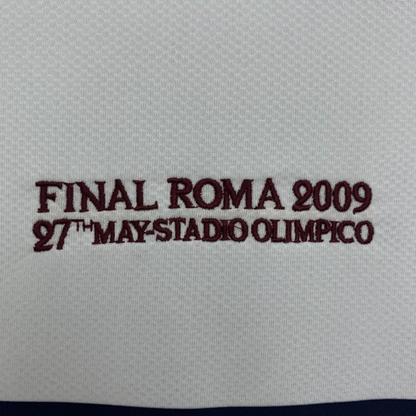 FINAL ROMA 2009
27TH MAY-STADIO OLIMPICO